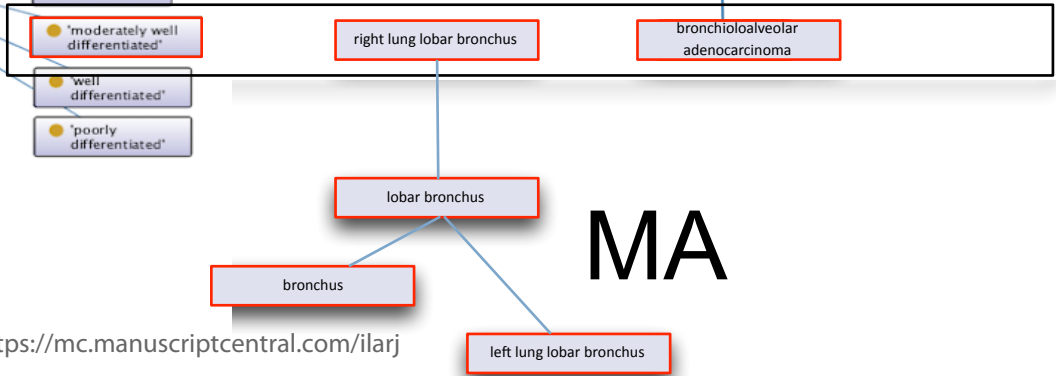 'moderately well
differentiated'
right lung lobar bronchus
bronchioloalveolar
adenocarcinoma
'well
differentiated'
'poorly
differentiated'
lobar bronchus
MA
bronchus
tps://mc.manuscriptcentral.com/ilarj
left lung lobar bronchus